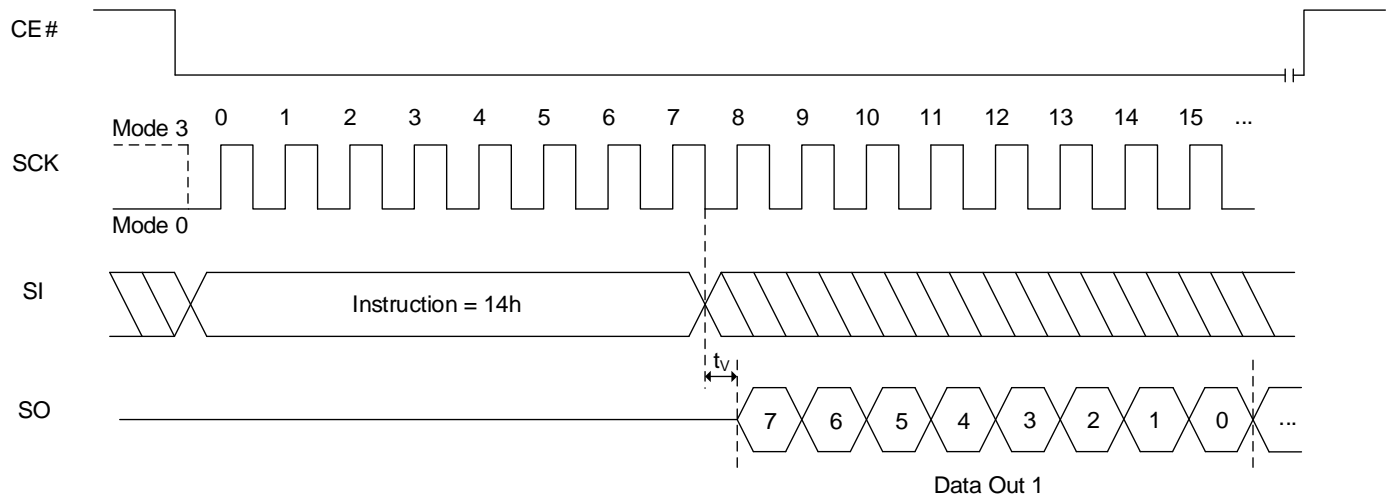 CE#
0 1 2 3 4 5 6 7 8 9 10 11 12 13 14 15 ...
Mode 3
SCK
Mode 0
SI
Instruction = 14h
tV
SO
7 6 5 4 3 2 1 0 ...
Data Out 1